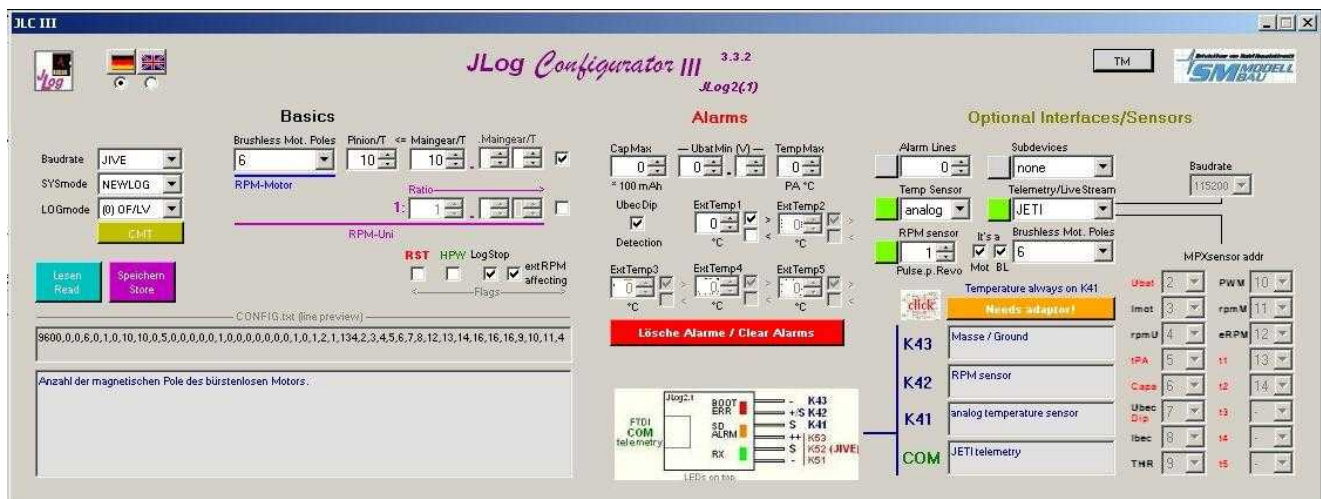 JLC III
JLog
JLog Configurator III 3.3.2
JLog2(.1)
TM
SM MODELL BAU
Basics
Alarms
Optional Interfaces/Sensors
Baudrate JIVE
SYSmode NEWLOG
LOGmode (0) OF/LV
CMT
Lesen
Read
Speichern
Store
Brushless Mot. Poles Pinion/T <= Maingear/T .Maingear/T
6 10 10 .
RPM-Motor
Ratio
1: 1 .
RPM-Uni
RST HPW LogStop
extRPM
affecting
<---Flags--->
CONFIG.txt (line preview)
9600,0,0,6,0,1,0,10,10,0,5,0,0,0,0,0,1,0,0,0,0,0,0,0,1,0,1,2,1,134,2,3,4,5,6,7,8,12,13,14,16,16,16,9,10,11,4
Anzahl der magnetischen Pole des bürstenlosen Motors.
CapMax — UbatMin (V) — TempMax
0 0 . 0
* 100 mAh PA °C
UbecDip ExtTemp1 ExtTemp2
0 > 0 >
< <
Detection °C °C
ExtTemp3 ExtTemp4 ExtTemp5
0 > 0 > 0 >
< < <
°C °C °C
Lösche Alarme / Clear Alarms
JLog2.1
FTDI
COM
telemetry
BOOT
ERR
SD
ALRM
RX
- K43
+/S K42
S K41
++ K53
S K52 (JIVE)
- K51
LEDs on top
Alarm Lines Subdevices
0 none
Temp Sensor Telemetry/LiveStream
analog JETI
RPM sensor It's a Brushless Mot. Poles
1 6
Pulse.p.Revo Mot BL
Baudrate
115200
Temperature always on K41
click
Needs adaptor!
K43 Masse / Ground
K42 RPM sensor
K41 analog temperature sensor
COM JETI telemetry
MPXsensor addr
Ubat 2 PWM 10
Imot 3 rpmM 11
rpmU 4 eRPM 12
tPA 5 t1 13
Capa 6 t2 14
Ubec Dip 7 t3 -
Ibec 8 t4 -
THR 9 t5 -